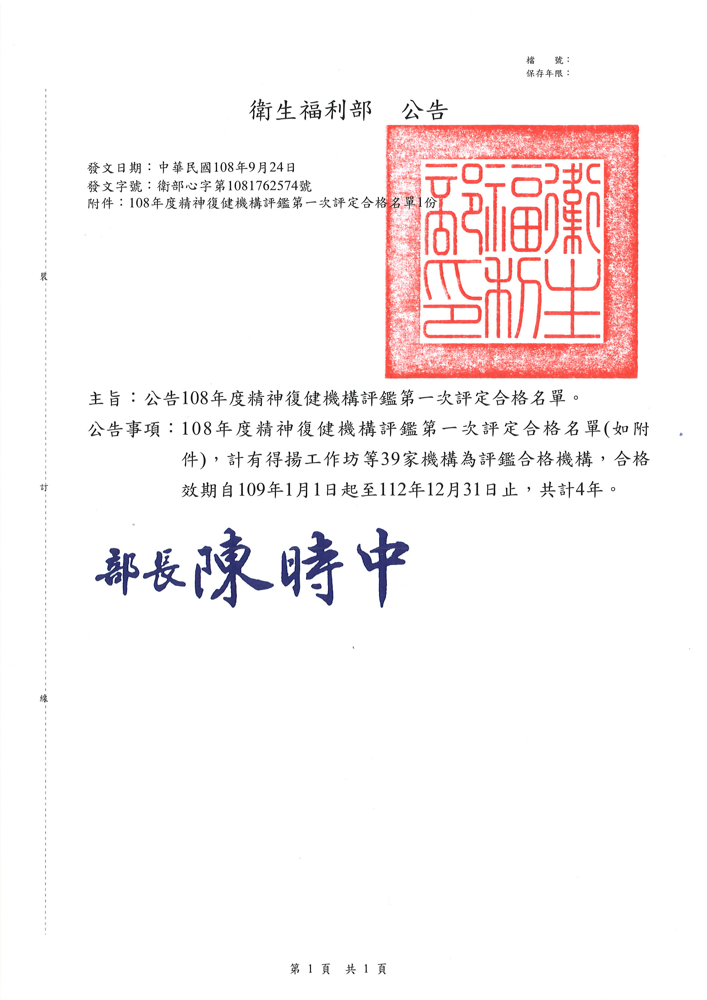 檔　　號：
保存年限：
衛生福利部　公告
發文日期：中華民國108年9月24日
發文字號：衛部心字第1081762574號
附件：108年度精神復健機構評鑑第一次評定合格名單1份
衛生福利部印
主旨：公告108年度精神復健機構評鑑第一次評定合格名單。
公告事項：108年度精神復健機構評鑑第一次評定合格名單(如附
件)，計有得揚工作坊等39家機構為評鑑合格機構，合格
效期自109年1月1日起至112年12月31日止，共計4年。
部長陳時中
裝
訂
線
第 1 頁　共 1 頁